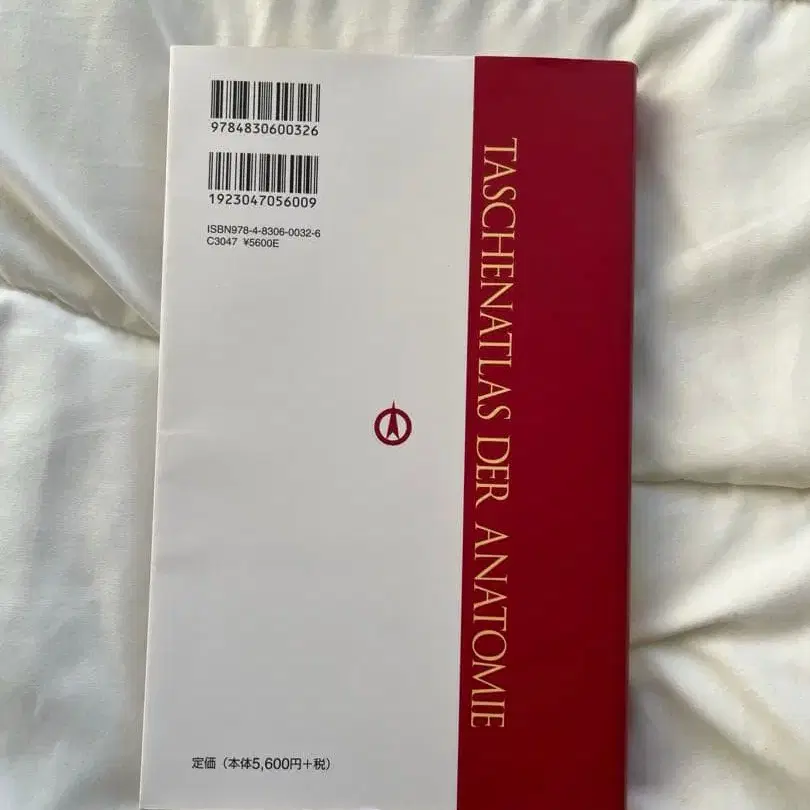 9784830600326
1923047056009
ISBN978-4-8306-0032-6
C3047 ¥5600E
TASCHENATLAS DER ANATOMIE
定価（本体5,600円+税）